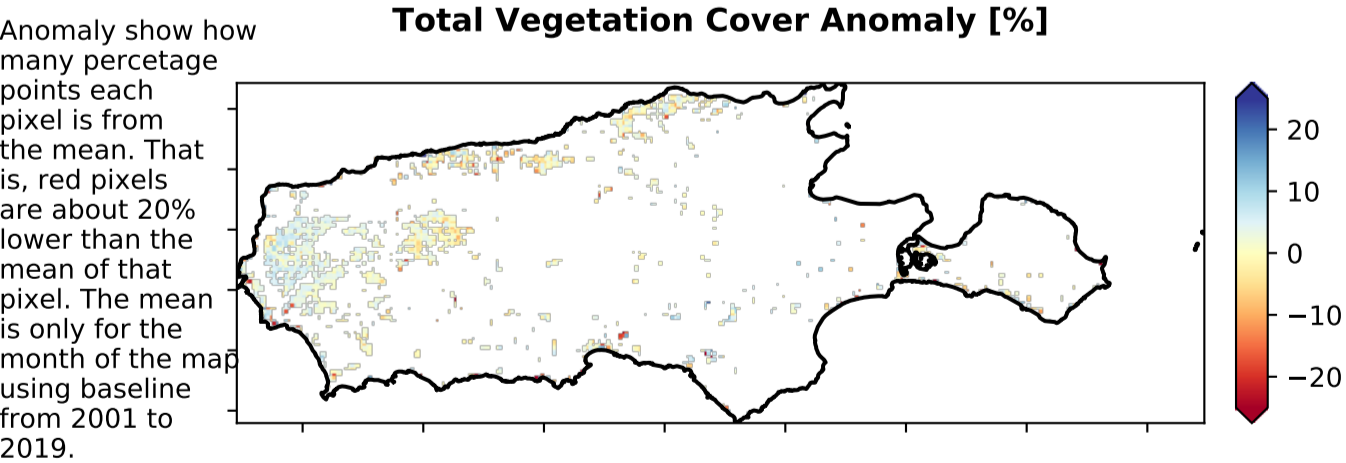 Total Vegetation Cover Anomaly [%]
Anomaly show how
many percetage
points each
pixel is from
the mean. That
is, red pixels
are about 20%
lower than the
mean of that
pixel. The mean
is only for the
month of the map
using baseline
from 2001 to
2019.
20
10
0
−10
−20